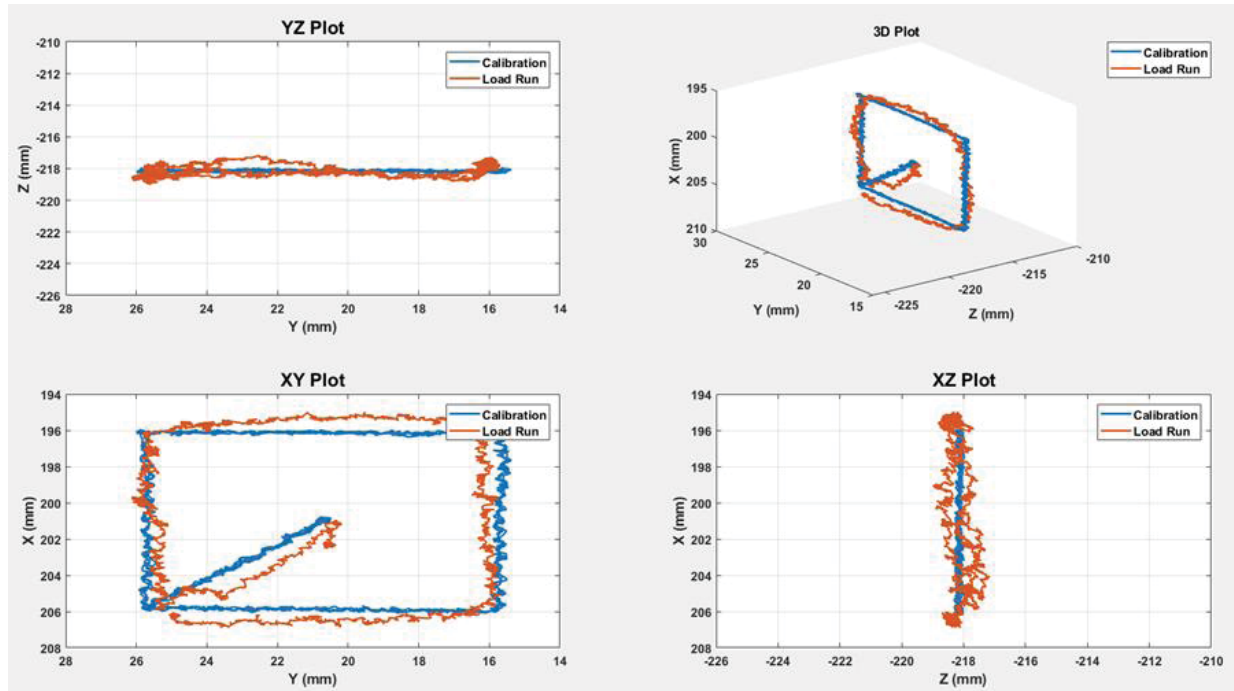 YZ Plot
-210
-212
-214
-216
-218
-220
-222
-224
-226
Z (mm)
28 26 24 22 20 18 16 14
Y (mm)
Calibration
Load Run
3D Plot
Calibration
Load Run
195
200
205
210
X (mm)
30
25
20
15
Y (mm)
-225
-220
-215
-210
Z (mm)
XY Plot
194
196
198
200
202
204
206
208
X (mm)
28 26 24 22 20 18 16 14
Y (mm)
Calibration
Load Run
XZ Plot
194
196
198
200
202
204
206
208
X (mm)
-226 -224 -222 -220 -218 -216 -214 -212 -210
Z (mm)
Calibration
Load Run